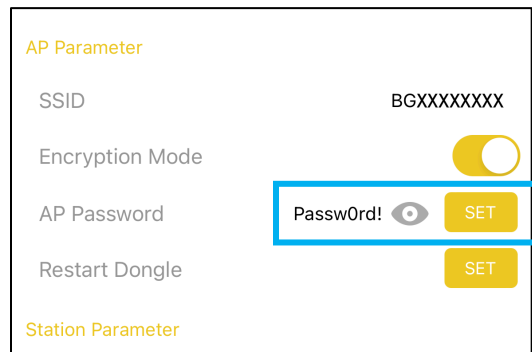 AP Parameter
SSID BGXXXXXXXX
Encryption Mode
AP Password Passw0rd! SET
Restart Dongle SET
Station Parameter